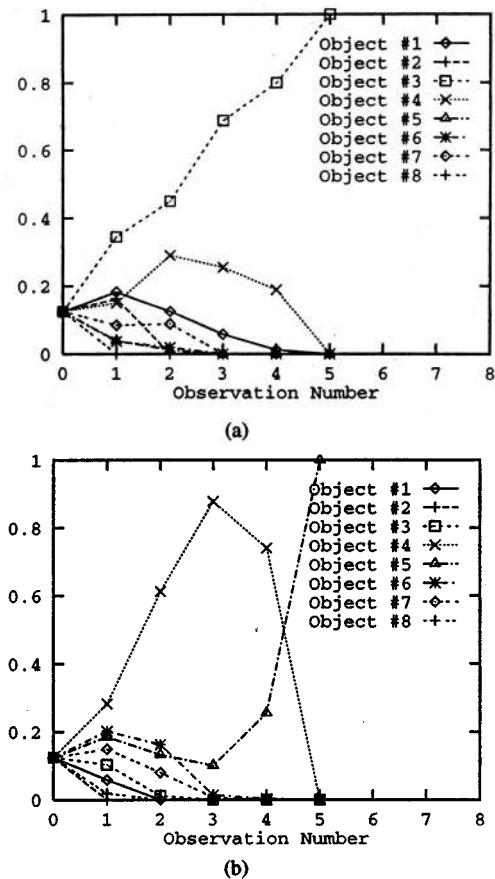 1
0.8
0.6
0.4
0.2
0
Object #1
Object #2
Object #3
Object #4
Object #5
Object #6
Object #7
Object #8
0 1 2 3 4 5 6 7 8
Observation Number
(a)
1
0.8
0.6
0.4
0.2
0
Object #1
Object #2
Object #3
Object #4
Object #5
Object #6
Object #7
Object #8
0 1 2 3 4 5 6 7 8
Observation Number
(b)